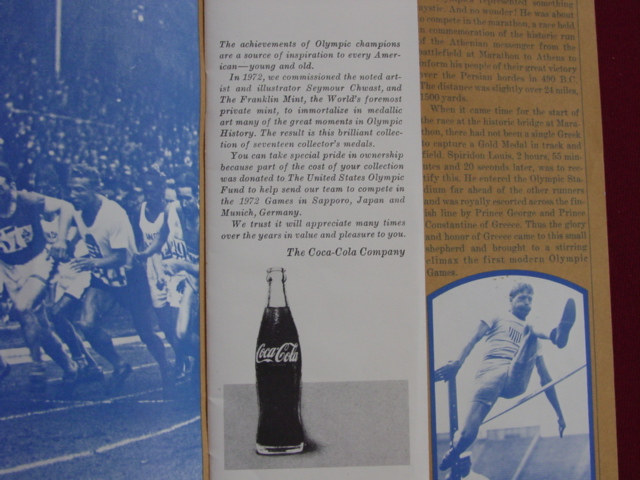 57
The achievements of Olympic champions
are a source of inspiration to every Amer-
ican—young and old.
In 1972, we commissioned the noted art-
ist and illustrator Seymour Chwast, and
The Franklin Mint, the World's foremost
private mint, to immortalize in medallic
art many of the great moments in Olympic
History. The result is this brilliant collec-
tion of seventeen collector's medals.
You can take special pride in ownership
because part of the cost of your collection
was donated to The United States Olympic
Fund to help send our team to compete in
the 1972 Games in Sapporo, Japan and
Munich, Germany.
We trust it will appreciate many times
over the years in value and pleasure to you.
The Coca-Cola Company
Coca-Cola
represented something
mystic. And no wonder! He was about
to compete in the marathon, a race held
in commemoration of the historic run
of the Athenian messenger from the
battlefield at Marathon to Athens to
inform his people of their great victory
over the Persian hordes in 490 B.C.
The distance was slightly over 24 miles,
1500 yards.
When it came time for the start of
the race at the historic bridge at Mara-
thon, there had not been a single Greek
to capture a Gold Medal in track and
field. Spiridon Louis, 2 hours, 55 min-
utes and 20 seconds later, was to rec-
tify this. He entered the Olympic Sta-
dium far ahead of the other runners
and was royally escorted across the fin-
ish line by Prince George and Prince
Constantine of Greece. Thus the glory
and honor of Greece came to this small
shepherd and brought to a stirring
climax the first modern Olympic
Games.